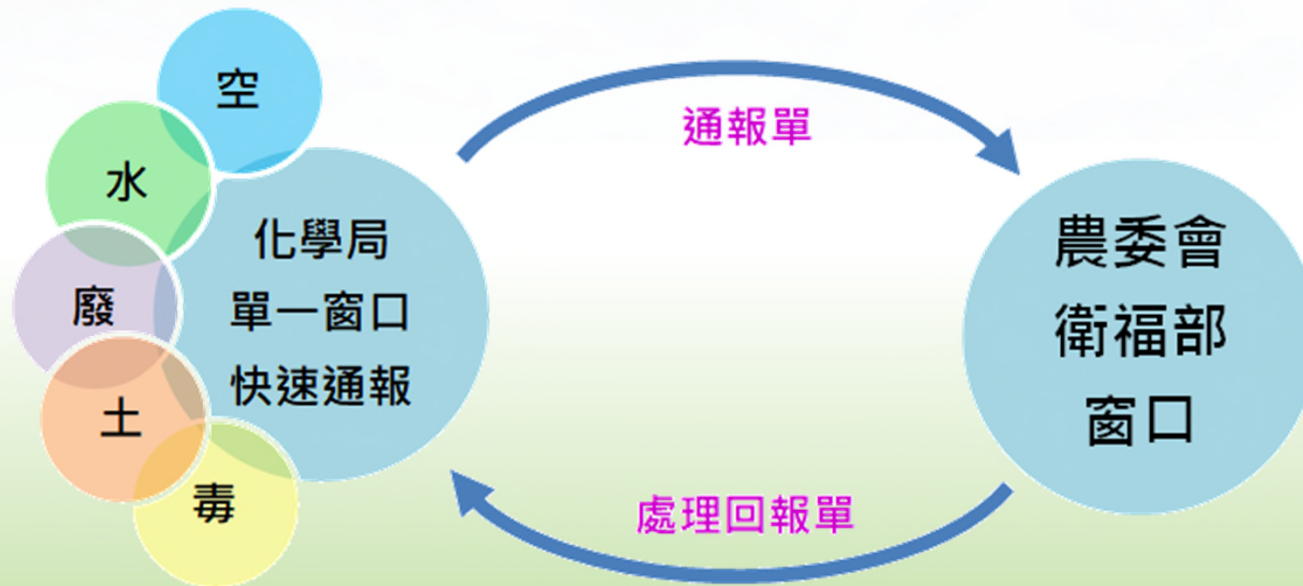 空
水
廢
土
毒
化學局
單一窗口
快速通報
通報單
農委會
衛福部
窗口
處理回報單